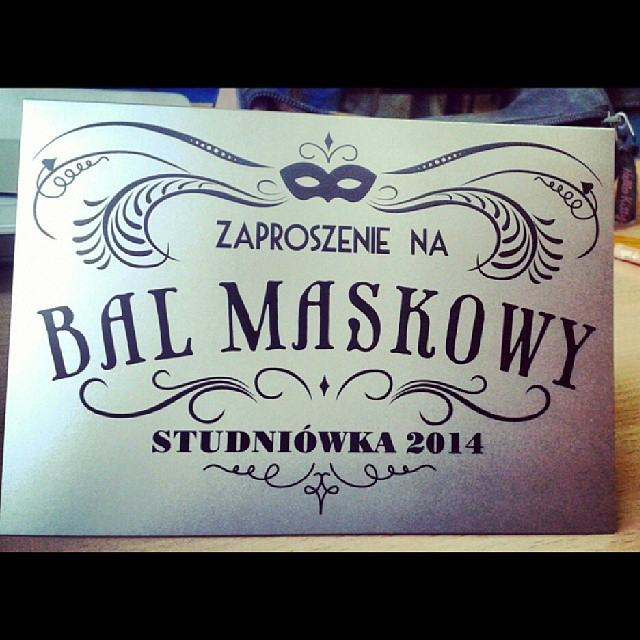 ZAPROSZENIE NA
BAL MASKOWY
STUDNIÓWKA 2014